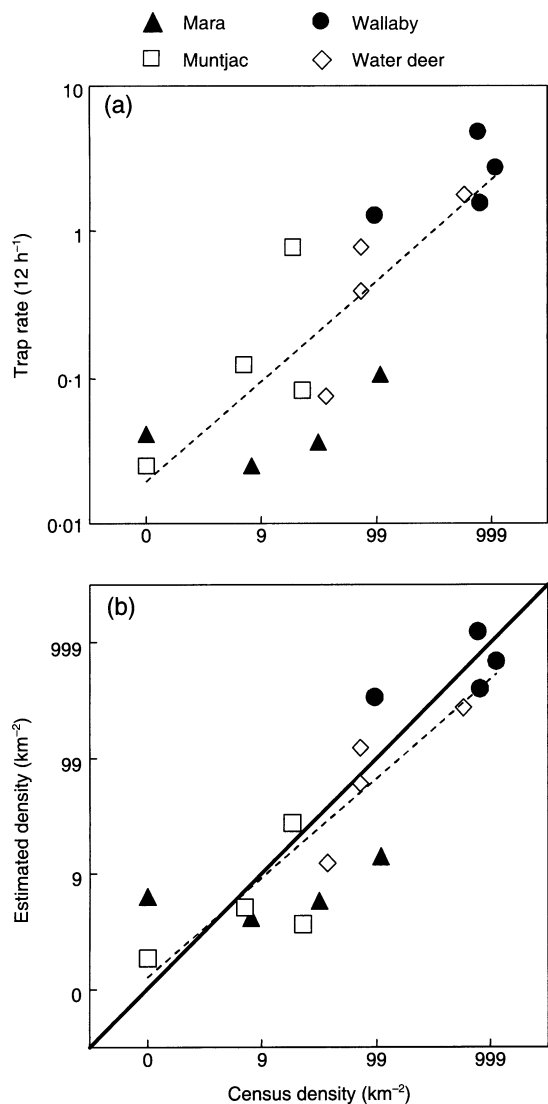 Mara
Wallaby
Muntjac
Water deer
(a)
10
1
0·1
0·01
Trap rate (12 h⁻¹)
0
9
99
999
(b)
999
99
9
0
Estimated density (km⁻²)
0
9
99
999
Census density (km⁻²)